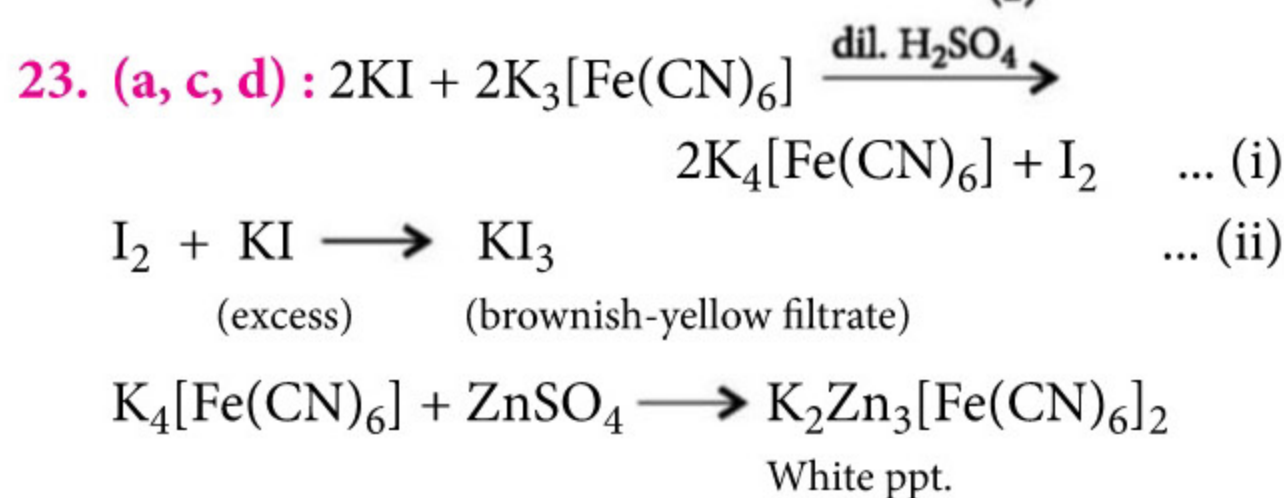 23. (a, c, d) : 2KI + 2K₃[Fe(CN)₆] dil. H₂SO₄ ⟶
2K₄[Fe(CN)₆] + I₂ ... (i)
I₂ + KI ⟶ KI₃ ... (ii)
(excess) (brownish-yellow filtrate)
K₄[Fe(CN)₆] + ZnSO₄ ⟶ K₂Zn₃[Fe(CN)₆]₂
White ppt.